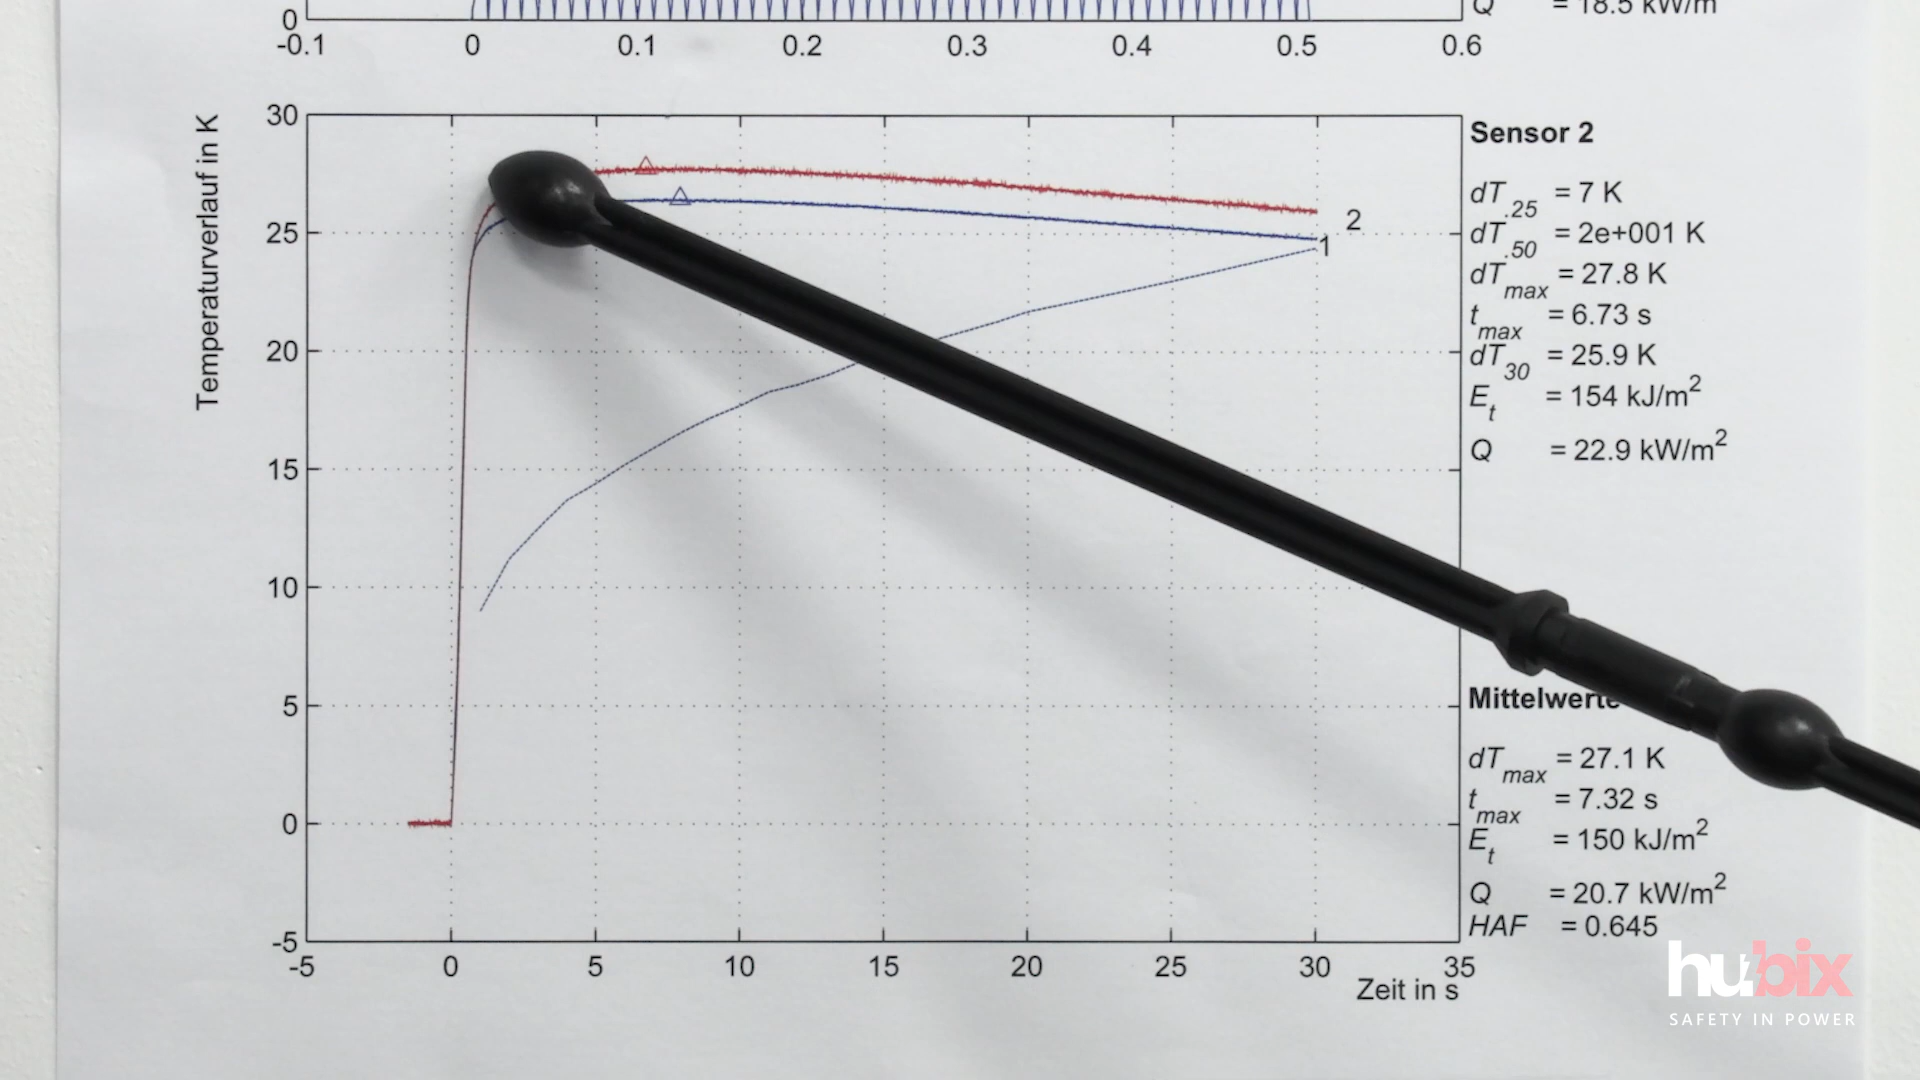 0
-0.1 0 0.1 0.2 0.3 0.4 0.5 0.6
Q = 18.5 kW/m
Temperaturverlauf in K
30
25
20
15
10
5
0
-5
-5 0 5 10 15 20 25 30 35
Zeit in s
2
1
Sensor 2
dT.25 = 7 K
dT.50 = 2e+001 K
dTmax = 27.8 K
tmax = 6.73 s
dT30 = 25.9 K
Et = 154 kJ/m2
Q = 22.9 kW/m2
Mittelwerte
dTmax = 27.1 K
tmax = 7.32 s
Et = 150 kJ/m2
Q = 20.7 kW/m2
HAF = 0.645
hubix
SAFETY IN POWER